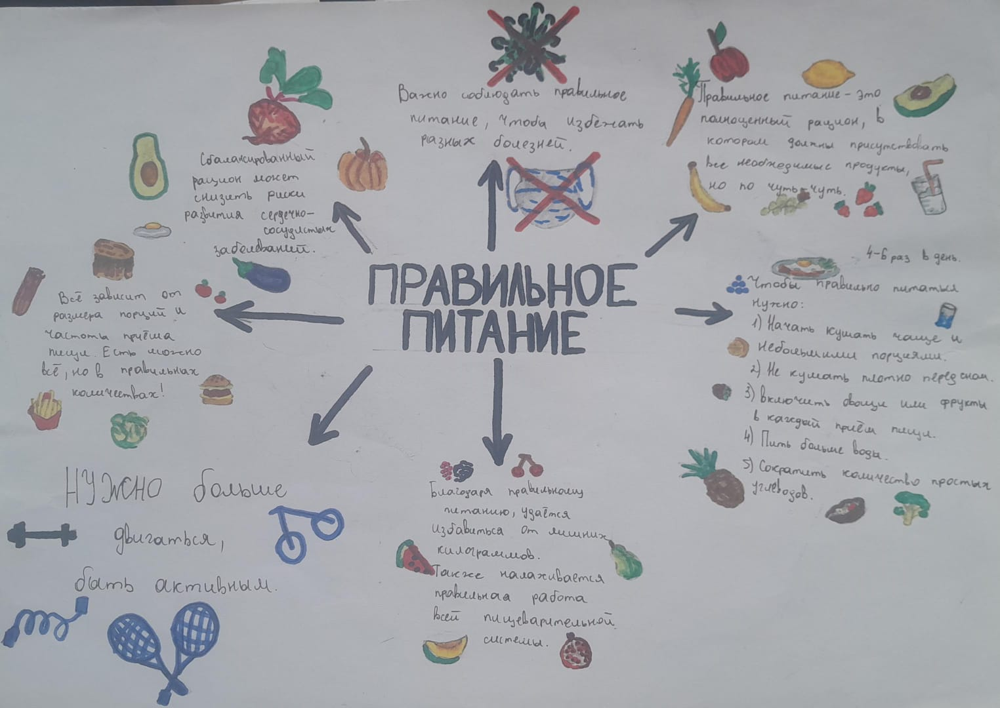 ПРАВИЛЬНОЕ
ПИТАНИЕ
Важно соблюдать правильное
питание, чтобы избежать
разных болезней.
Правильное питание - это
полноценный рацион, в
котором должны присутствовать
все необходимые продукты,
но по чуть-чуть.
4-6 раз в день.
Чтобы правильно питаться
нужно:
1) Начать кушать чаще и
небольшими порциями.
2) Не кушать плотно перед сном.
3) Включить овощи или фрукты
в каждый приём пищи.
4) Пить больше воды.
5) Сократить количество простых
углеводов.
Благодаря правильному
питанию, удаётся
избавиться от лишних
килограммов.
Также налаживается
правильная работа
всей пищеварительной
системы.
НУЖНО больше
двигаться,
быть активным.
Всё зависит от
размера порций и
частоты приёма
пищи. Есть можно
всё, но в правильных
количествах!
Сбалансированный
рацион может
снизить риски
развития сердечно-
сосудистых
заболеваний.